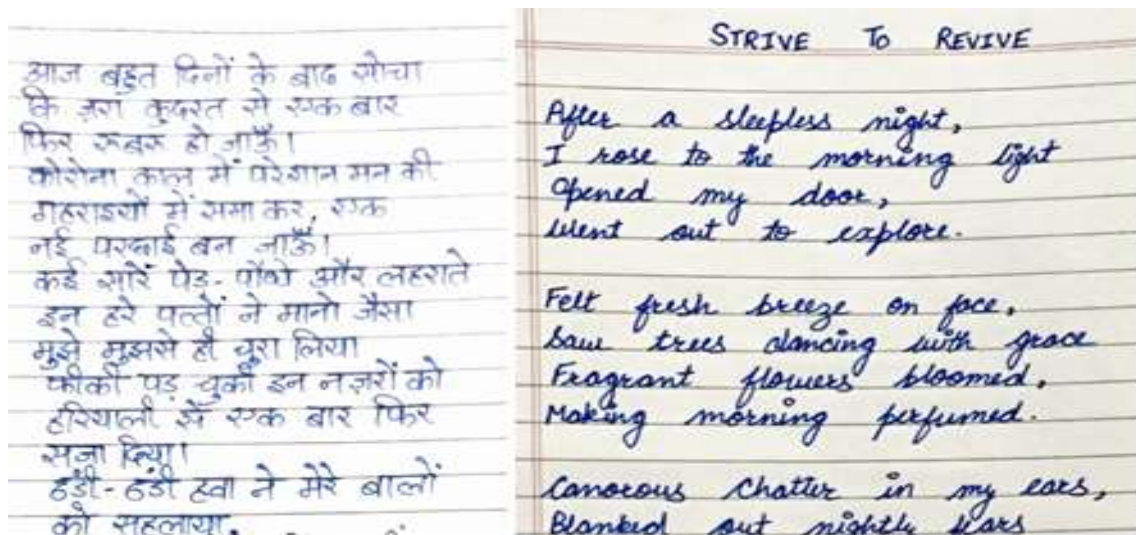 आज बहुत दिनों के बाद सोचा
कि ज़रा कुदरत से एक बार
फिर रूबरू हो जाऊँ।
कोरोना काल में परेशान मन की
गहराइयों में समा कर, एक
नई परछाई बन जाऊँ।
कई सारें पेड़-पौधों और लहराते
इन हरे पत्तों ने मानो जैसा
मुझे मुझसे ही चुरा लिया
फीकी पड़ चुकी इन नज़रों को
हरियाली से एक बार फिर
सजा दिया।
ठंडी-ठंडी हवा ने मेरे बालों
को सहलाया,
STRIVE TO REVIVE
After a sleepless night,
I rose to the morning light
Opened my door,
Went out to explore.
Felt fresh breeze on face,
Saw trees dancing with grace
Fragrant flowers bloomed,
Making morning perfumed.
Canorous chatter in my ears,
Blanked out nightly fears